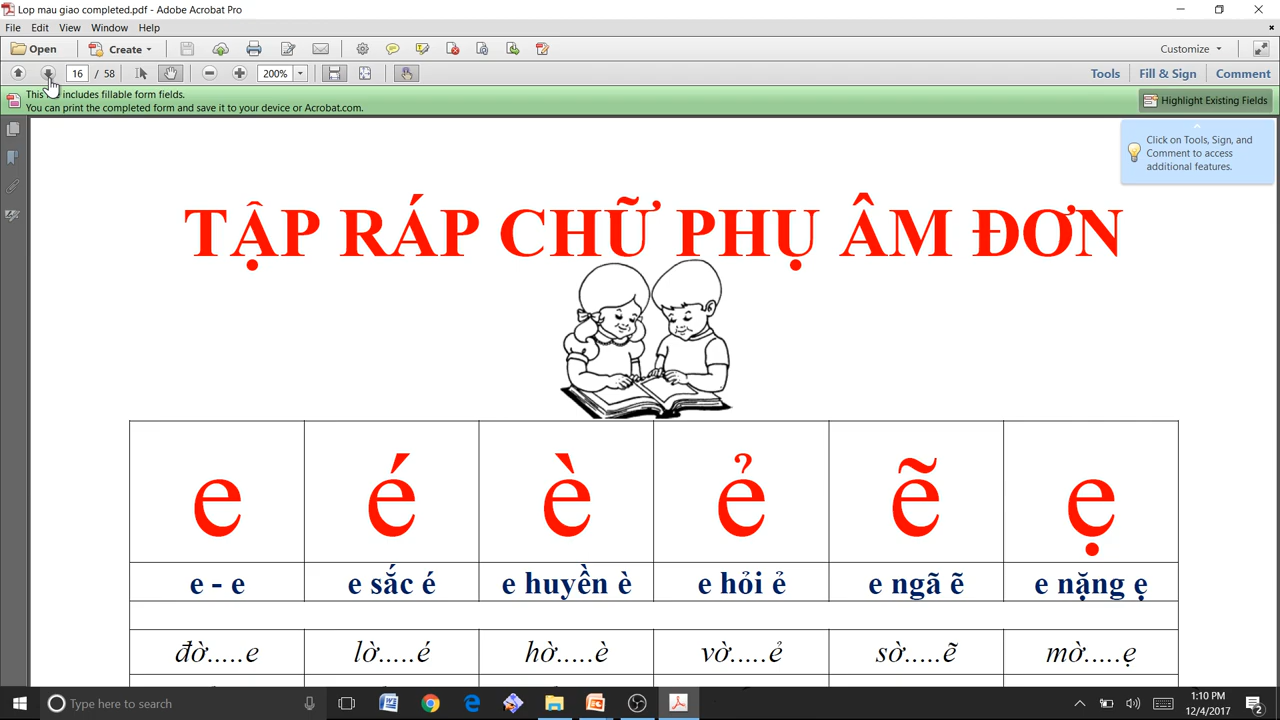 Lop mau giao completed.pdf - Adobe Acrobat Pro
File Edit View Window Help
Open Create Customize
16 / 58 200% Tools Fill & Sign Comment
This includes fillable form fields.
You can print the completed form and save it to your device or Acrobat.com.
Highlight Existing Fields
Click on Tools, Sign, and
Comment to access
additional features.
TẬP RÁP CHỮ PHỤ ÂM ĐƠN
e é è ẻ ẽ ẹ
e - e e sắc é e huyền è e hỏi ẻ e ngã ẽ e nặng ẹ
đờ.....e lờ.....é hờ.....è vờ.....ẻ sờ.....ẽ mờ.....ẹ
Type here to search
1:10 PM
12/4/2017
2